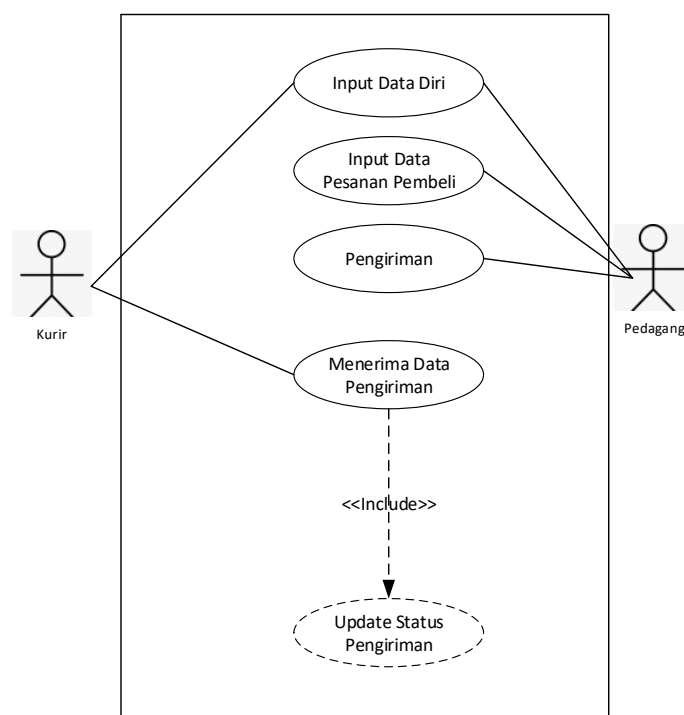 Input Data Diri
Input Data
Pesanan Pembeli
Pengiriman
Kurir
Pedagang
Menerima Data
Pengiriman
<<Include>>
Update Status
Pengiriman